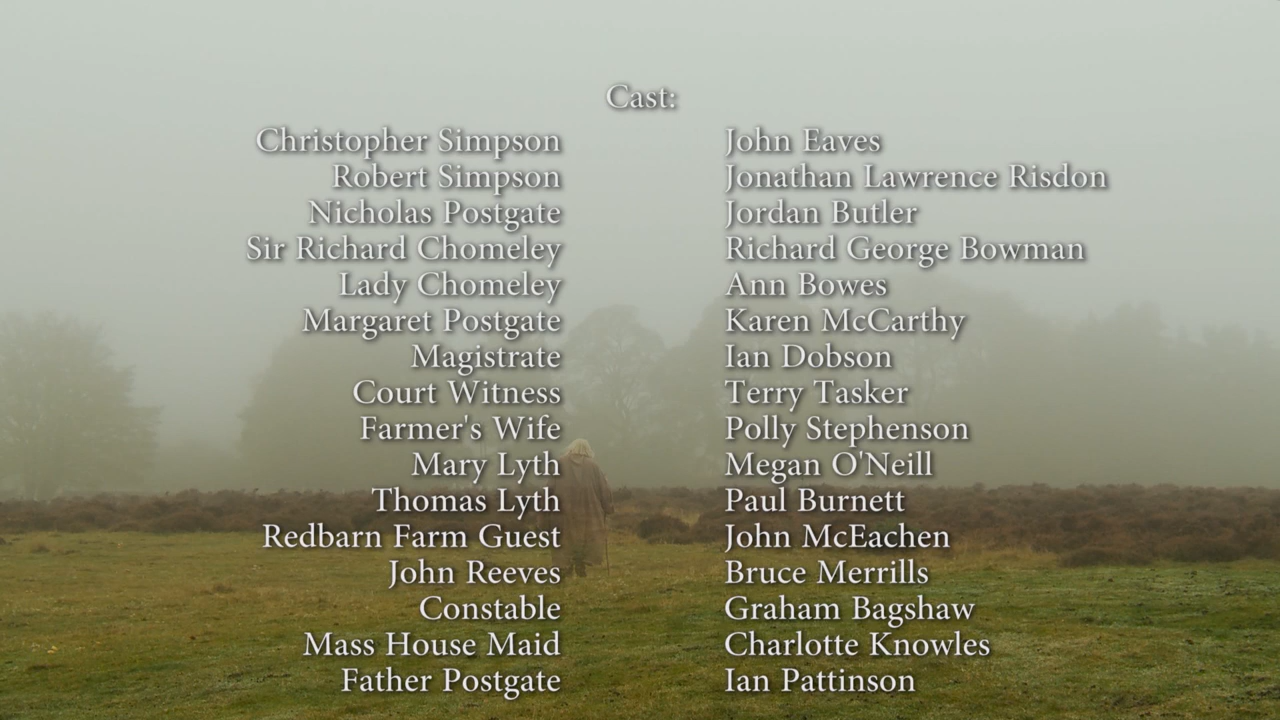 Cast:
Christopher Simpson John Eaves
Robert Simpson Jonathan Lawrence Risdon
Nicholas Postgate Jordan Butler
Sir Richard Chomeley Richard George Bowman
Lady Chomeley Ann Bowes
Margaret Postgate Karen McCarthy
Magistrate Ian Dobson
Court Witness Terry Tasker
Farmer's Wife Polly Stephenson
Mary Lyth Megan O'Neill
Thomas Lyth Paul Burnett
Redbarn Farm Guest John McEachen
John Reeves Bruce Merrills
Constable Graham Bagshaw
Mass House Maid Charlotte Knowles
Father Postgate Ian Pattinson